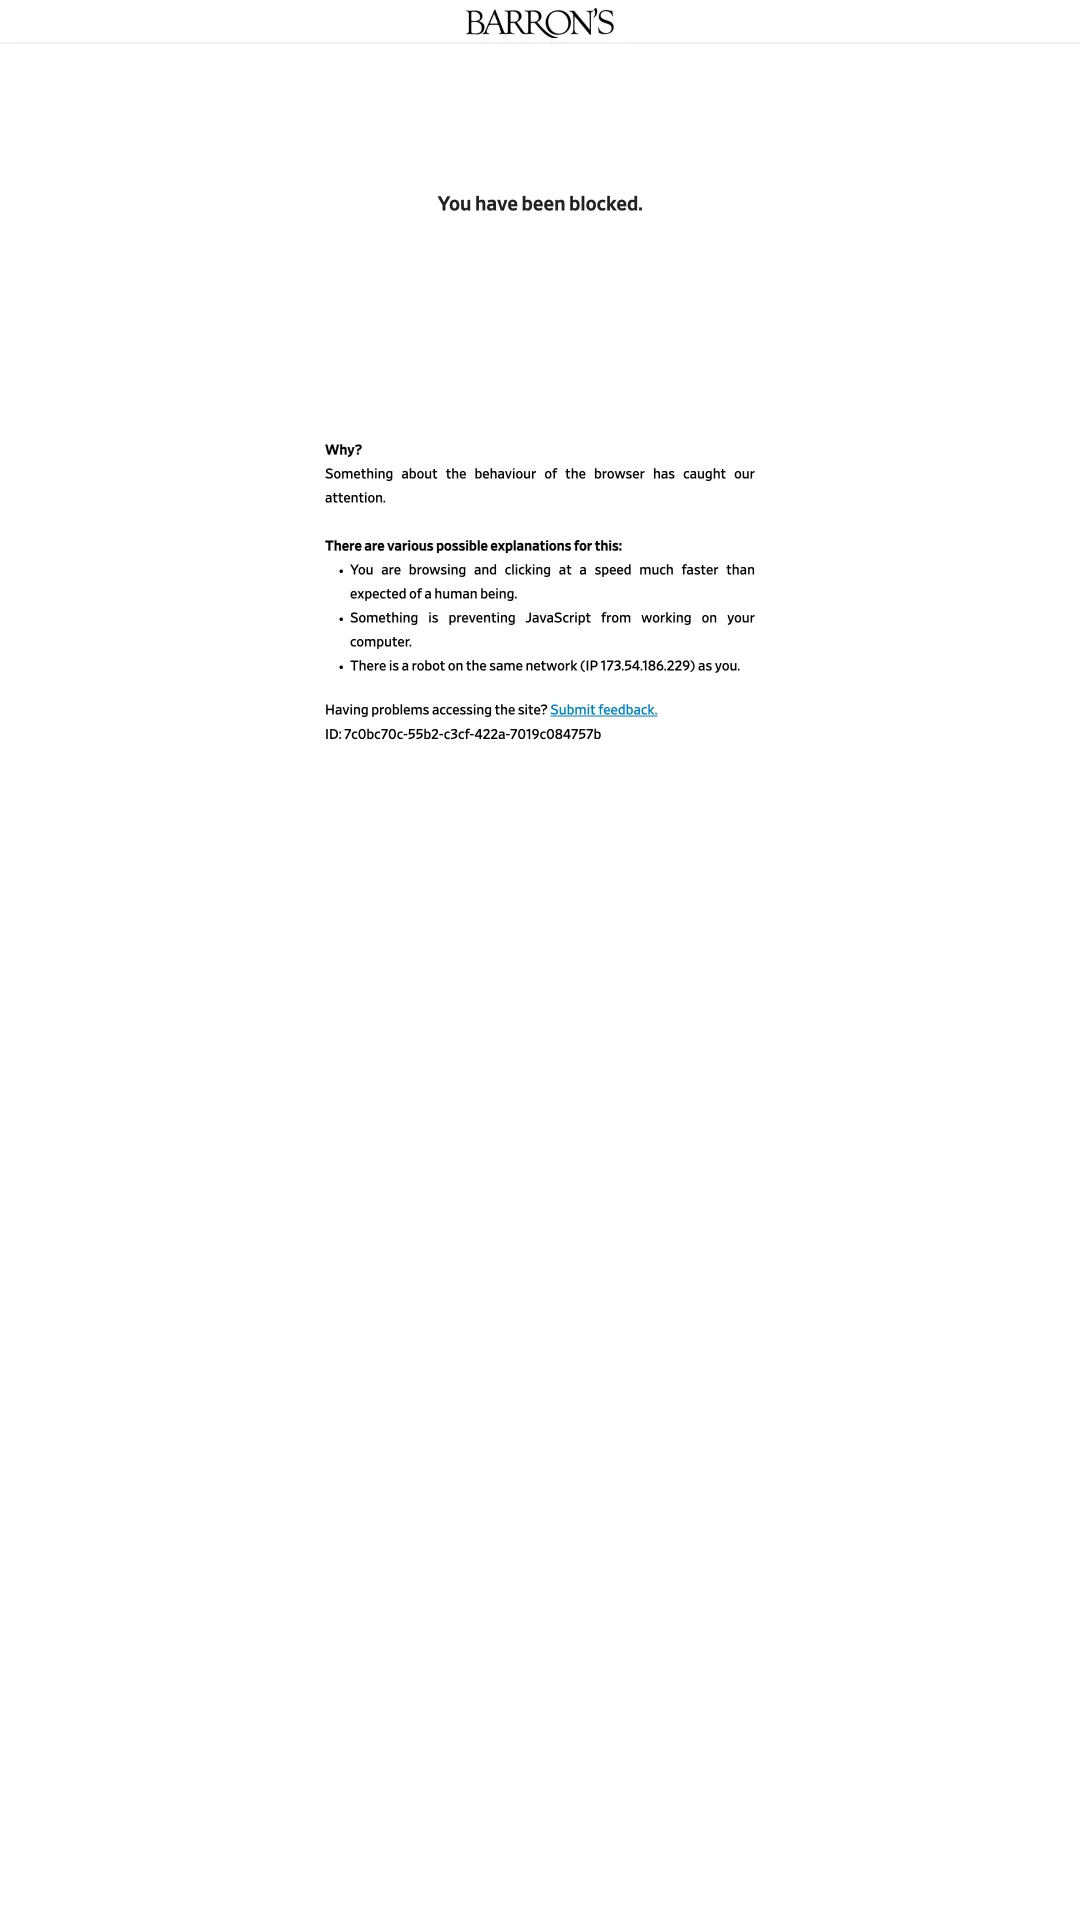 BARRON'S
You have been blocked.
Why?
Something about the behaviour of the browser has caught our
attention.
There are various possible explanations for this:
• You are browsing and clicking at a speed much faster than
expected of a human being.
• Something is preventing JavaScript from working on your
computer.
• There is a robot on the same network (IP 173.54.186.229) as you.
Having problems accessing the site? Submit feedback.
ID: 7c0bc70c-55b2-c3cf-422a-7019c084757b